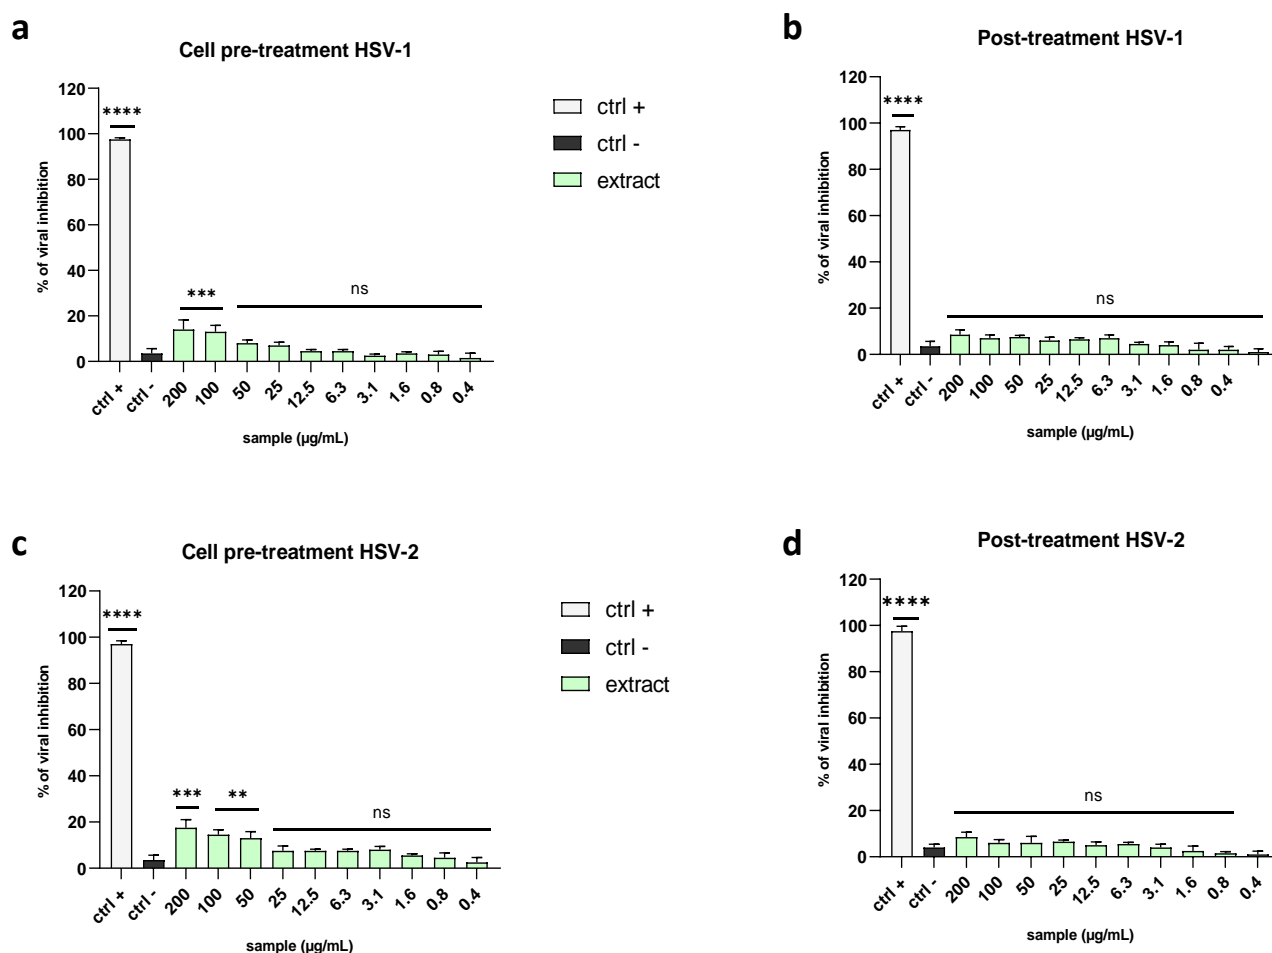 a
Cell pre-treatment HSV-1
% of viral inhibition
120
100
80
60
40
20
0
****
***
ns
ctrl + ctrl - 200 100 50 25 12.5 6.3 3.1 1.6 0.8 0.4
sample (µg/mL)
ctrl +
ctrl -
extract
b
Post-treatment HSV-1
% of viral inhibition
120
100
80
60
40
20
0
****
ns
ctrl + ctrl - 200 100 50 25 12.5 6.3 3.1 1.6 0.8 0.4
sample (µg/mL)
c
Cell pre-treatment HSV-2
% of viral inhibition
120
100
80
60
40
20
0
****
***
**
ns
ctrl + ctrl - 200 100 50 25 12.5 6.3 3.1 1.6 0.8 0.4
sample (µg/mL)
ctrl +
ctrl -
extract
d
Post-treatment HSV-2
% of viral inhibition
120
100
80
60
40
20
0
****
ns
ctrl + ctrl - 200 100 50 25 12.5 6.3 3.1 1.6 0.8 0.4
sample (µg/mL)